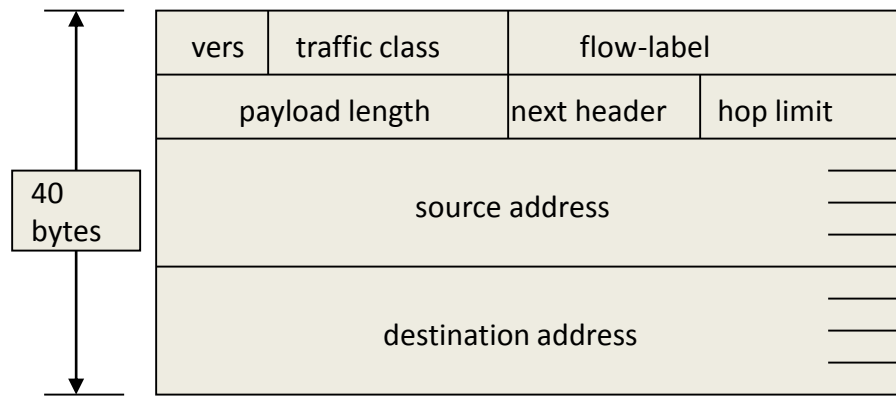 vers traffic class flow-label
payload length next header hop limit
40
bytes
source address
destination address